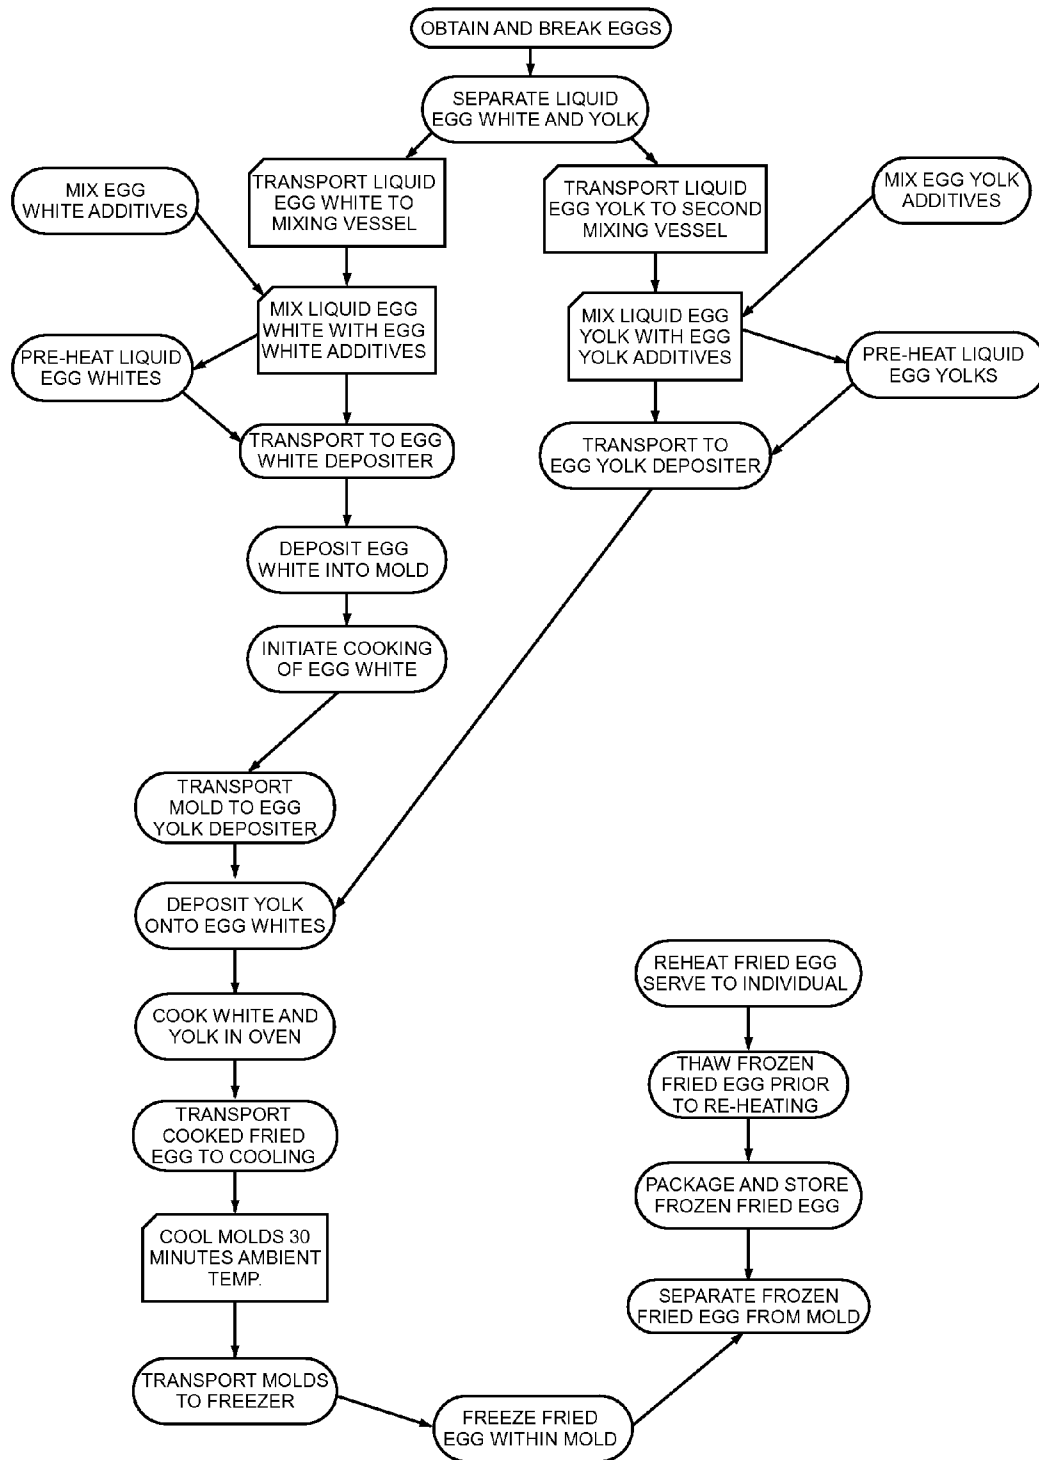 OBTAIN AND BREAK EGGS
SEPARATE LIQUID
EGG WHITE AND YOLK
TRANSPORT LIQUID
EGG WHITE TO
MIXING VESSEL
TRANSPORT LIQUID
EGG YOLK TO SECOND
MIXING VESSEL
MIX EGG
WHITE ADDITIVES
MIX EGG YOLK
ADDITIVES
MIX LIQUID EGG
WHITE WITH EGG
WHITE ADDITIVES
MIX LIQUID EGG
YOLK WITH EGG
YOLK ADDITIVES
PRE-HEAT LIQUID
EGG WHITES
PRE-HEAT LIQUID
EGG YOLKS
TRANSPORT TO EGG
WHITE DEPOSITER
TRANSPORT TO
EGG YOLK DEPOSITER
DEPOSIT EGG
WHITE INTO MOLD
INITIATE COOKING
OF EGG WHITE
TRANSPORT
MOLD TO EGG
YOLK DEPOSITER
DEPOSIT YOLK
ONTO EGG WHITES
COOK WHITE AND
YOLK IN OVEN
TRANSPORT
COOKED FRIED
EGG TO COOLING
COOL MOLDS 30
MINUTES AMBIENT
TEMP.
TRANSPORT MOLDS
TO FREEZER
FREEZE FRIED
EGG WITHIN MOLD
REHEAT FRIED EGG
SERVE TO INDIVIDUAL
THAW FROZEN
FRIED EGG PRIOR
TO RE-HEATING
PACKAGE AND STORE
FROZEN FRIED EGG
SEPARATE FROZEN
FRIED EGG FROM MOLD